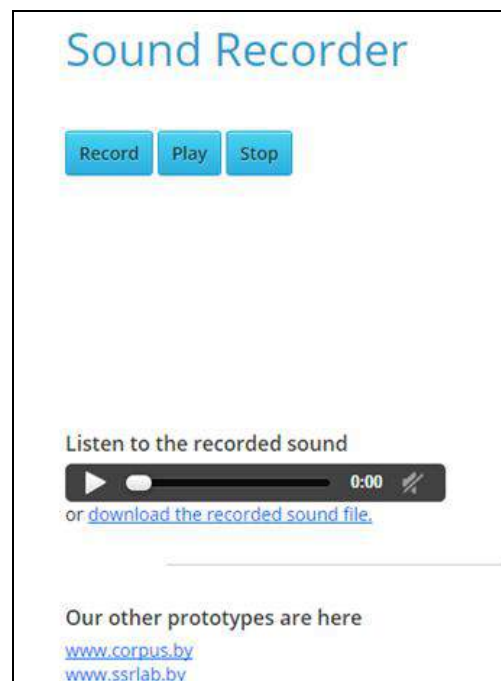 Sound Recorder
Record Play Stop
Listen to the recorded sound
0:00
or download the recorded sound file.
Our other prototypes are here
www.corpus.by
www.ssrlab.by